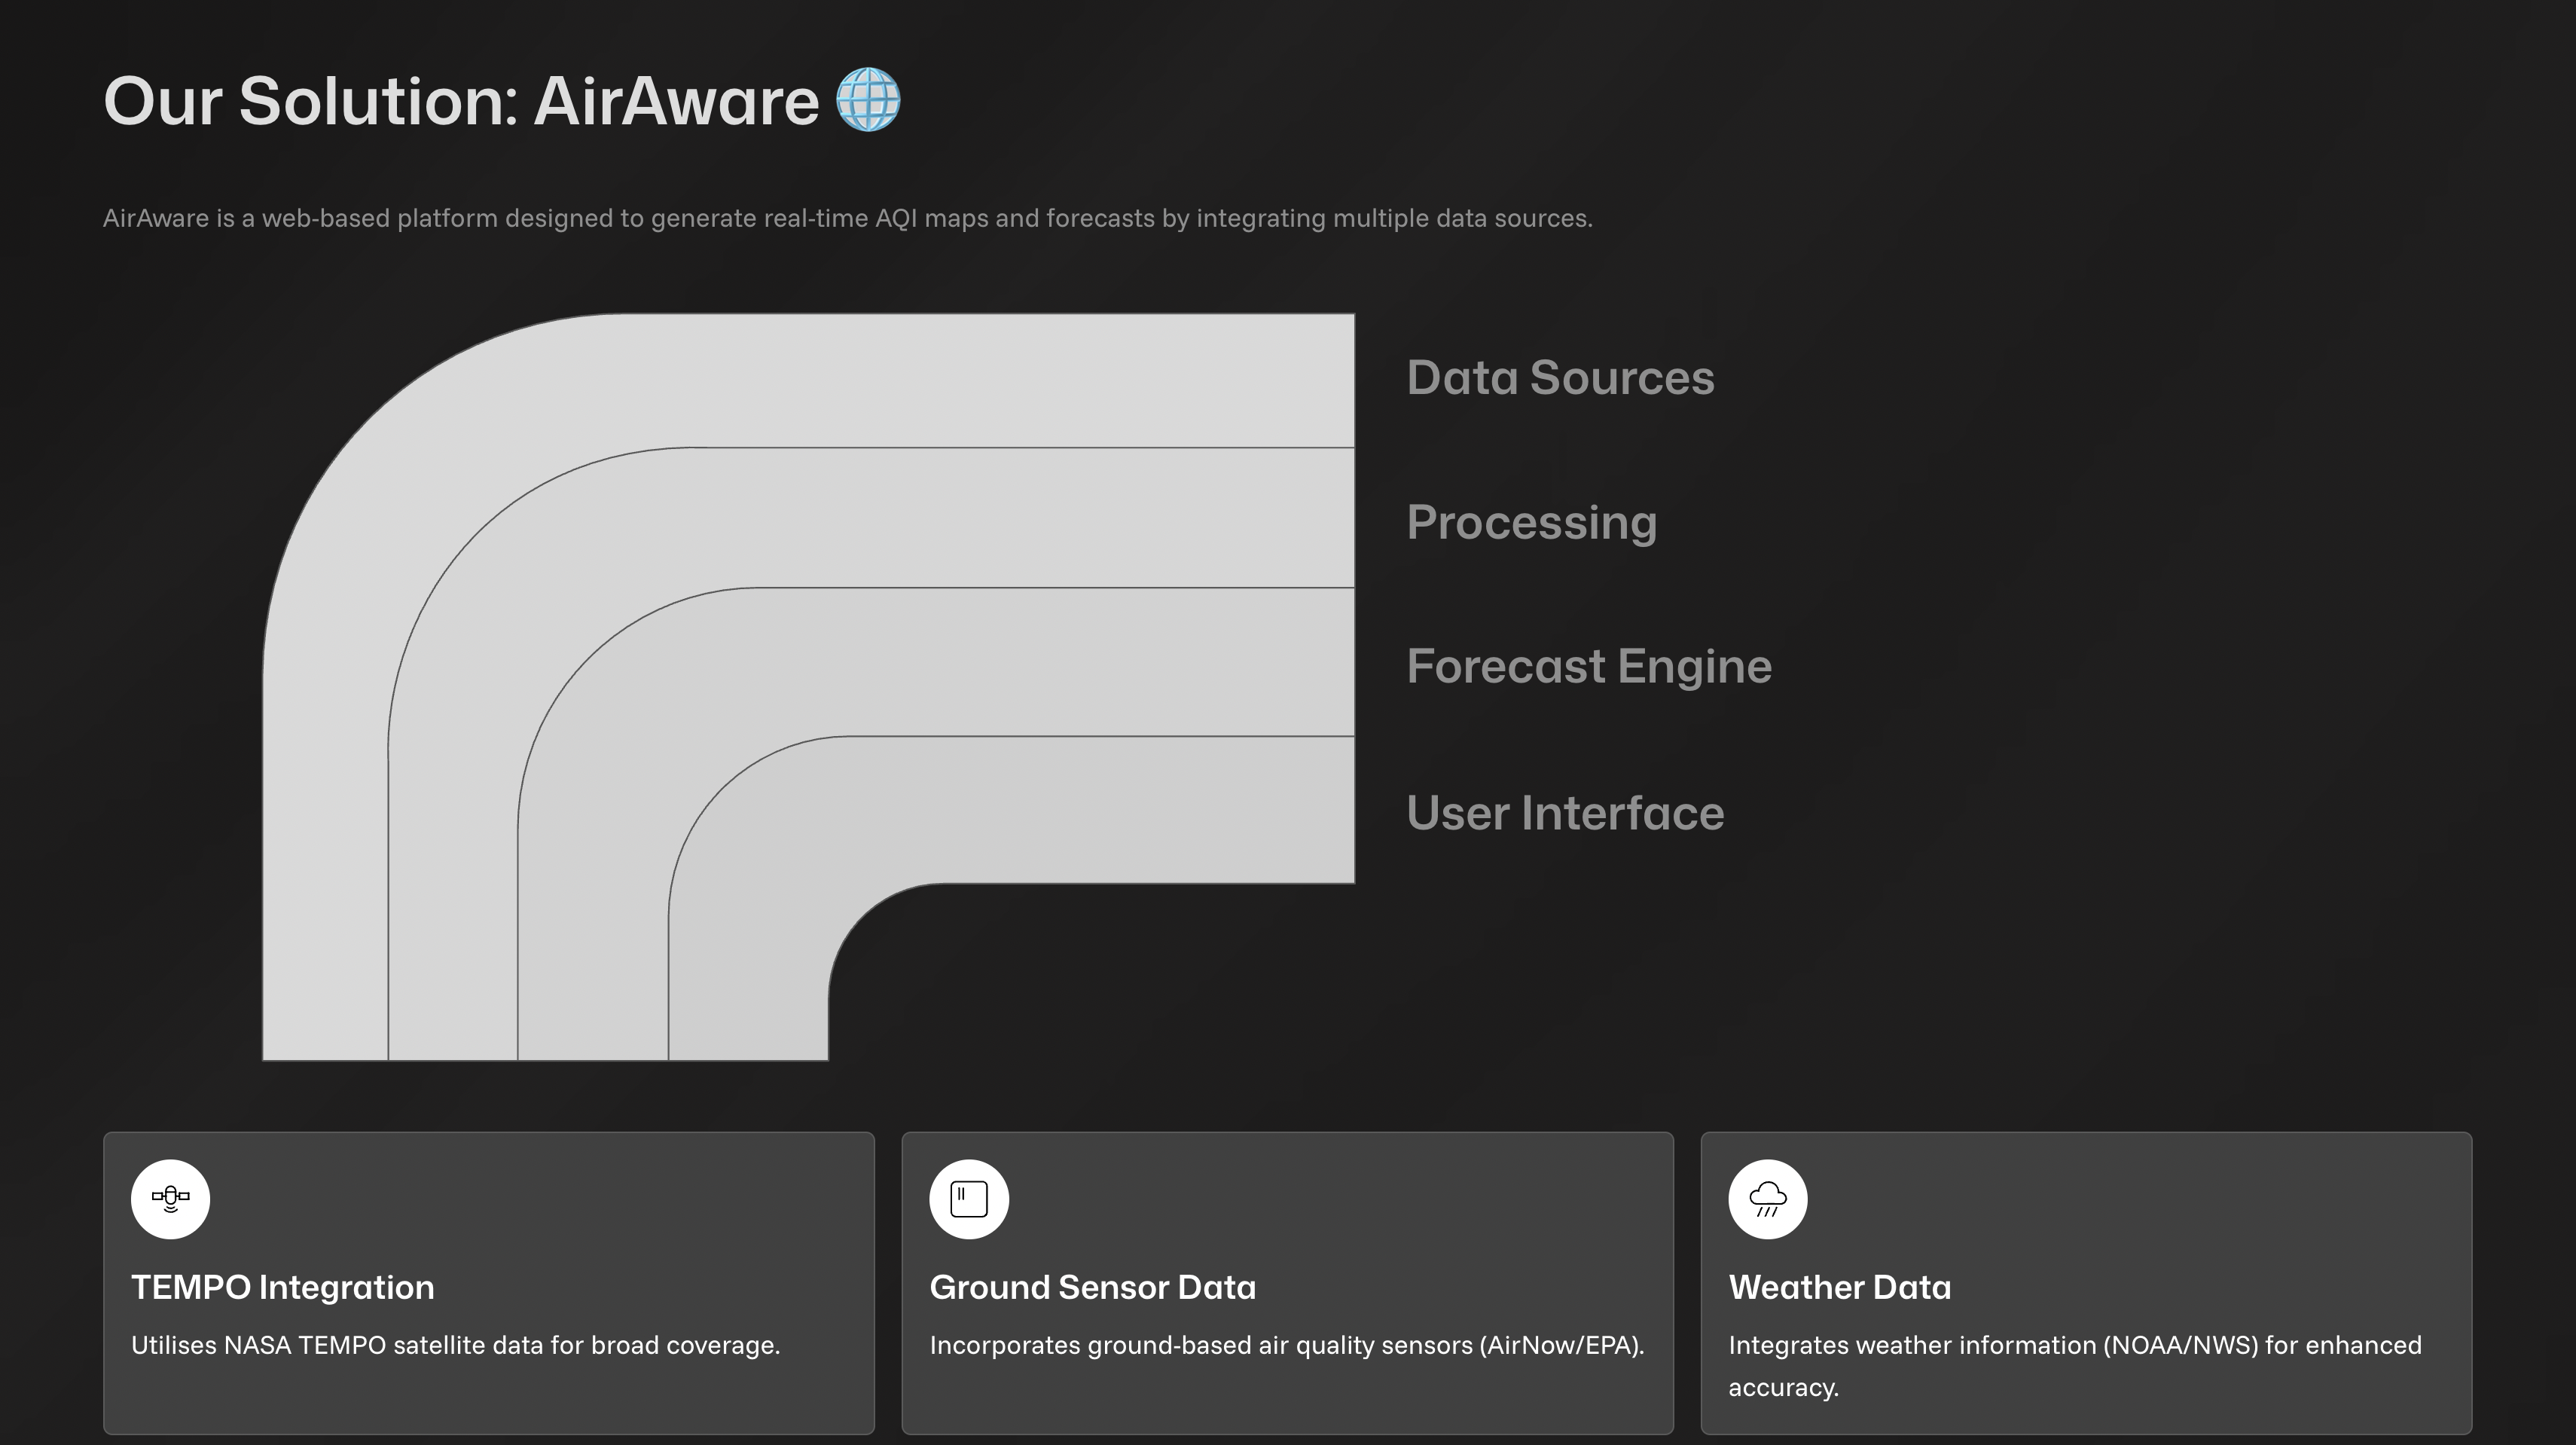 Our Solution: AirAware 🌐
AirAware is a web-based platform designed to generate real-time AQI maps and forecasts by integrating multiple data sources.
Data Sources
Processing
Forecast Engine
User Interface
TEMPO Integration
Utilises NASA TEMPO satellite data for broad coverage.
Ground Sensor Data
Incorporates ground-based air quality sensors (AirNow/EPA).
Weather Data
Integrates weather information (NOAA/NWS) for enhanced
accuracy.